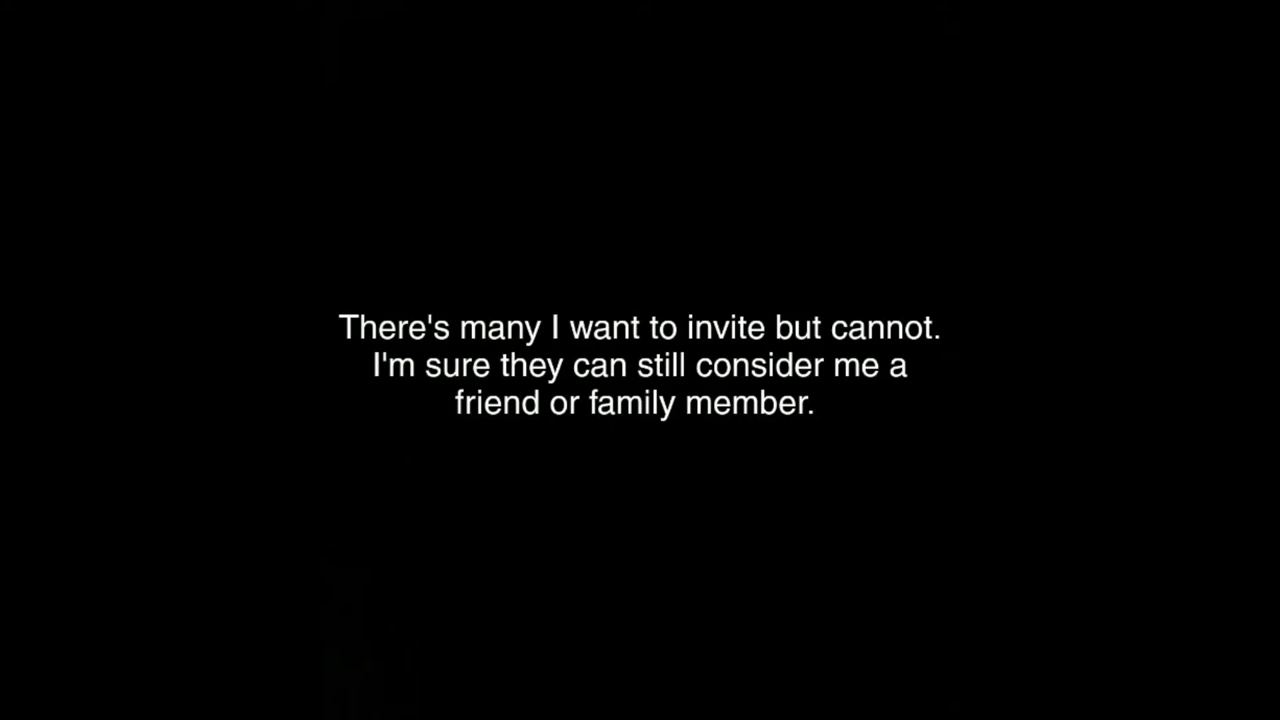 There's many I want to invite but cannot.
I'm sure they can still consider me a
friend or family member.